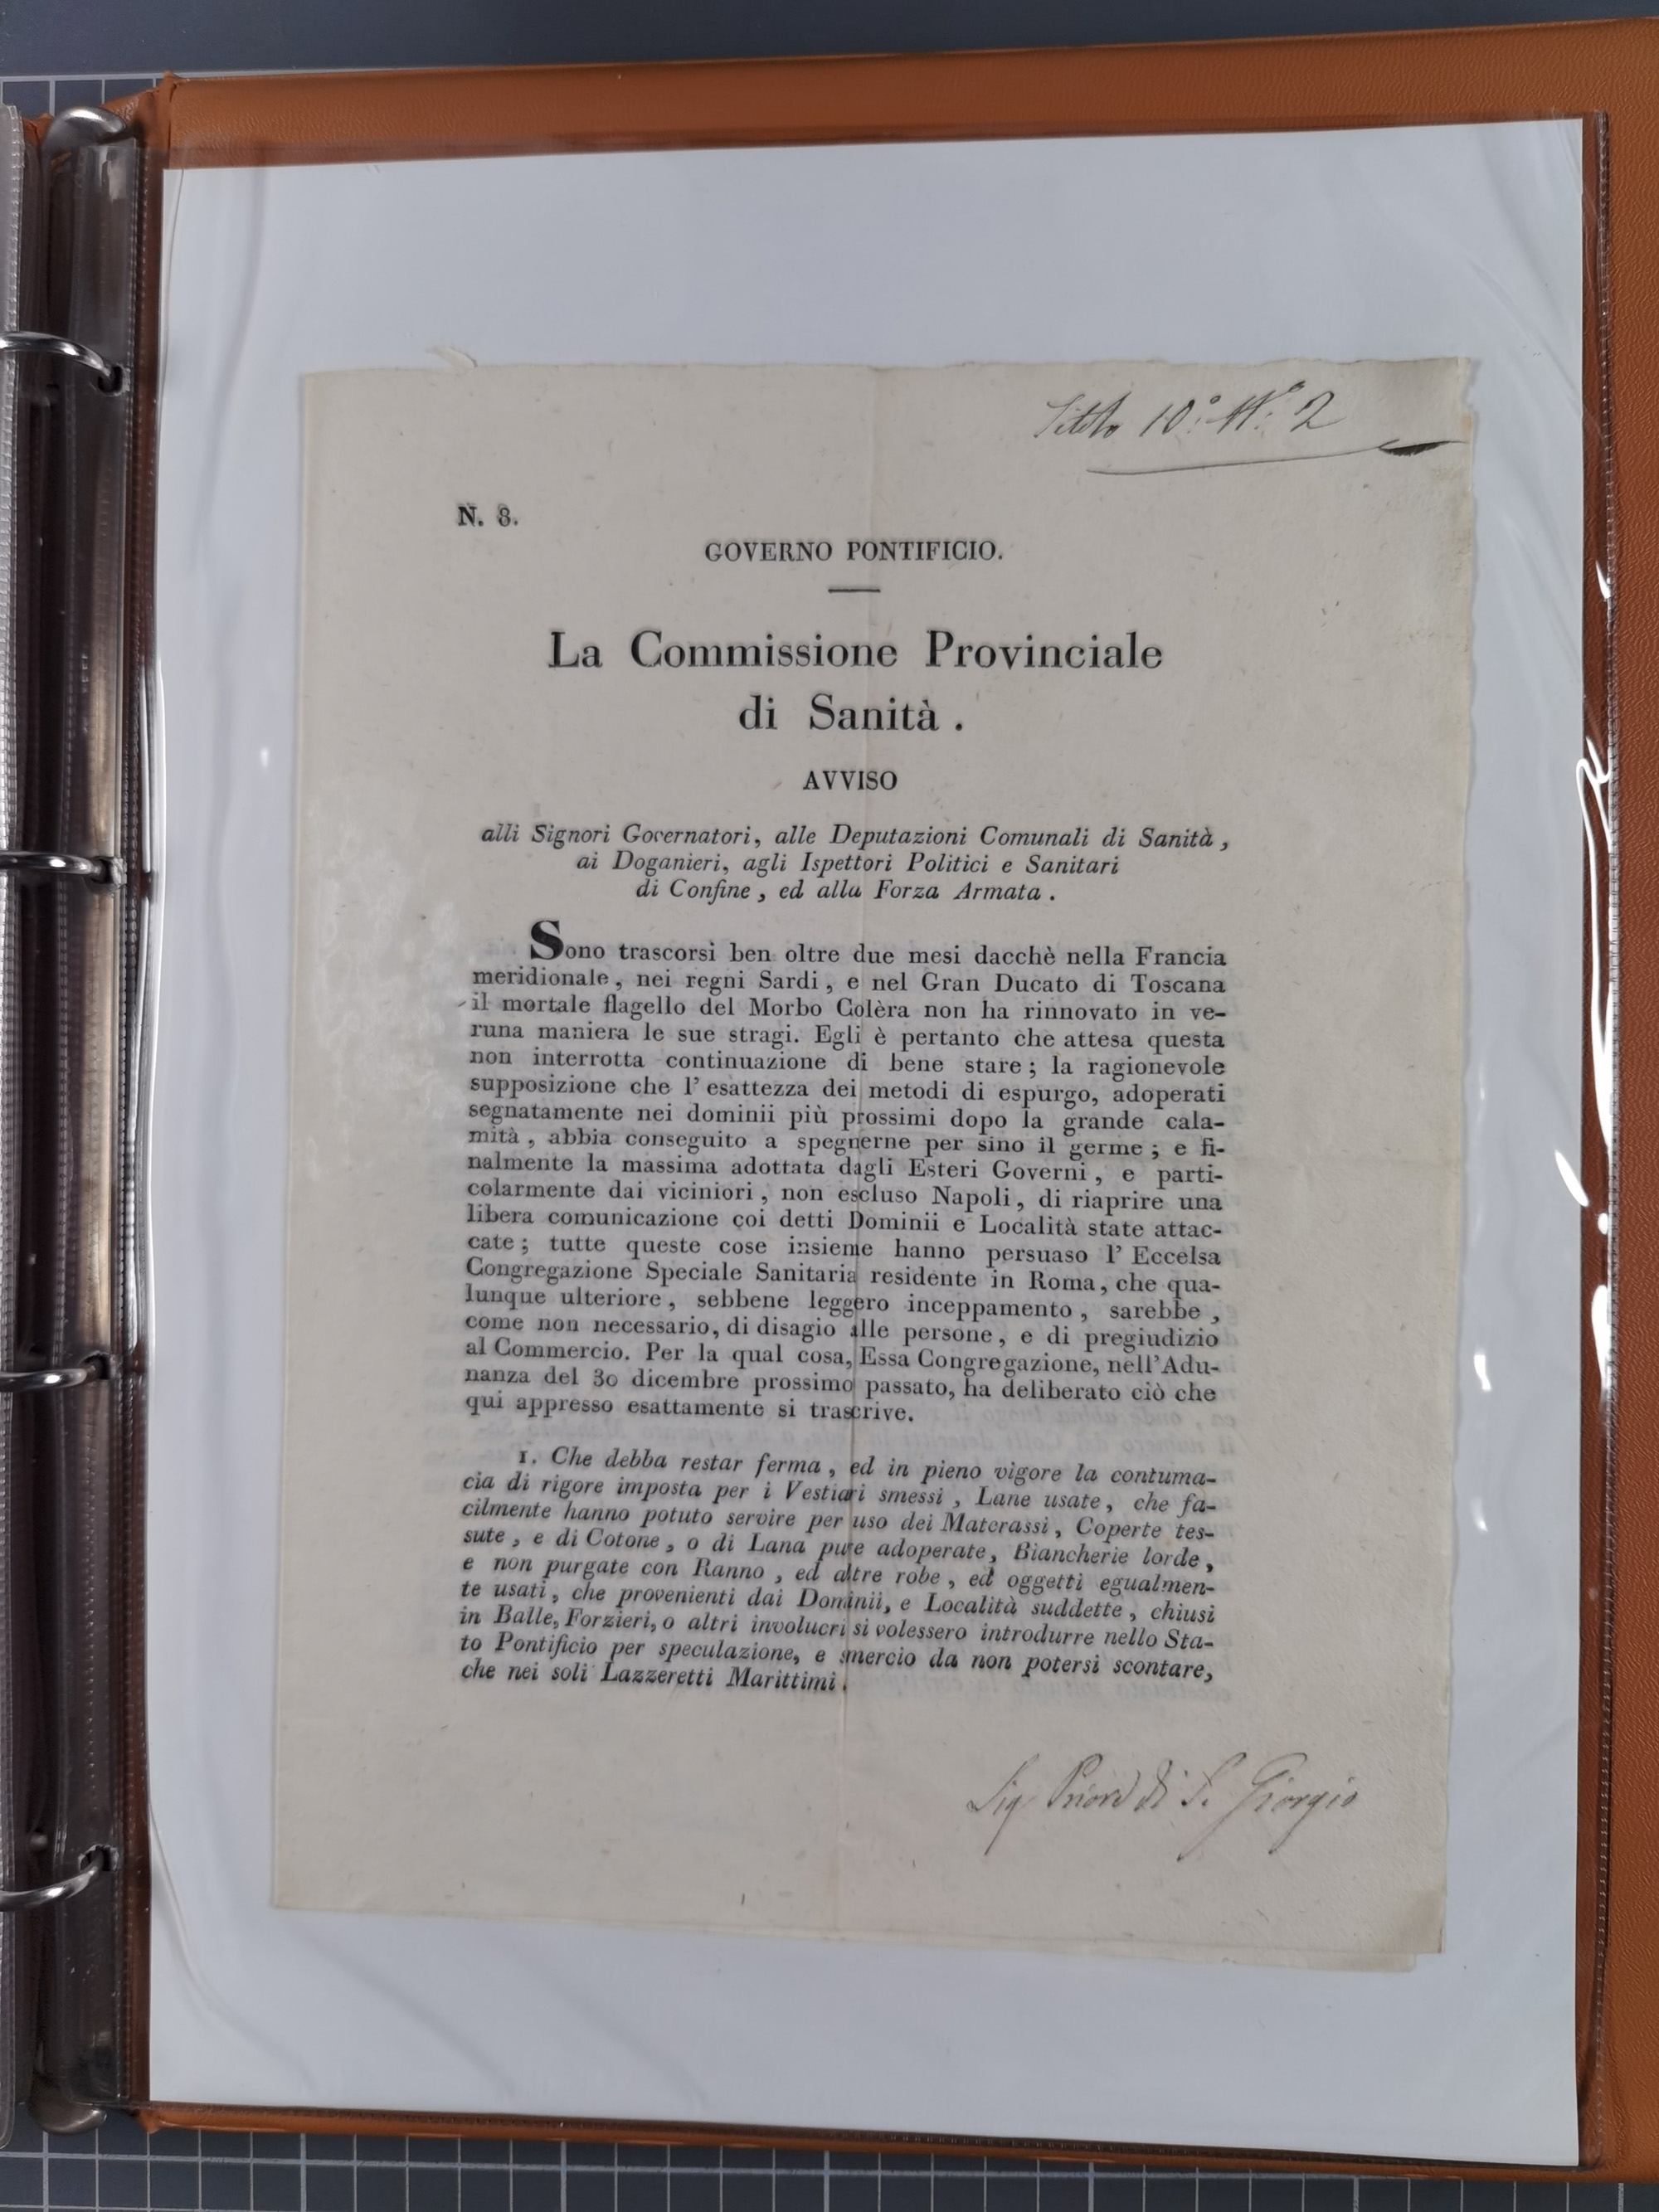 Titolo 10.° N.° 2
N. 8.
GOVERNO PONTIFICIO.
La Commissione Provinciale
di Sanità .
AVVISO
alli Signori Governatori, alle Deputazioni Comunali di Sanità ,
ai Doganieri, agli Ispettori Politici e Sanitari
di Confine , ed alla Forza Armata .
Sono trascorsi ben oltre due mesi dacchè nella Francia
meridionale , nei regni Sardi , e nel Gran Ducato di Toscana
il mortale flagello del Morbo Colèra non ha rinnovato in ve-
runa maniera le sue stragi. Egli è pertanto che attesa questa
non interrotta continuazione di bene stare ; la ragionevole
supposizione che l' esattezza dei metodi di espurgo, adoperati
segnatamente nei dominii più prossimi dopo la grande cala-
mità , abbia conseguito a spegnerne per sino il germe ; e fi-
nalmente la massima adottata dagli Esteri Governi , e parti-
colarmente dai viciniori , non escluso Napoli , di riaprire una
libera comunicazione coi detti Dominii e Località state attac-
cate ; tutte queste cose insieme hanno persuaso l' Eccelsa
Congregazione Speciale Sanitaria residente in Roma, che qua-
lunque ulteriore , sebbene leggero inceppamento , sarebbe ,
come non necessario, di disagio alle persone , e di pregiudizio
al Commercio. Per la qual cosa, Essa Congregazione, nell'Adu-
nanza del 30 dicembre prossimo passato, ha deliberato ciò che
qui appresso esattamente si trascrive.
1. Che debba restar ferma , ed in pieno vigore la contuma-
cia di rigore imposta per i Vestiari smessi , Lane usate , che fa-
cilmente hanno potuto servire per uso dei Materassi , Coperte tes-
sute , e di Cotone , o di Lana pure adoperate, Biancherie lorde ,
e non purgate con Ranno , ed altre robe , ed oggetti egualmen-
te usati , che provenienti dai Dominii, e Località suddette , chiusi
in Balle, Forzieri, o altri involucri si volessero introdurre nello Sta-
to Pontificio per speculazione, e smercio da non potersi scontare,
che nei soli Lazzeretti Marittimi .
Sig Priore di S. Giorgio